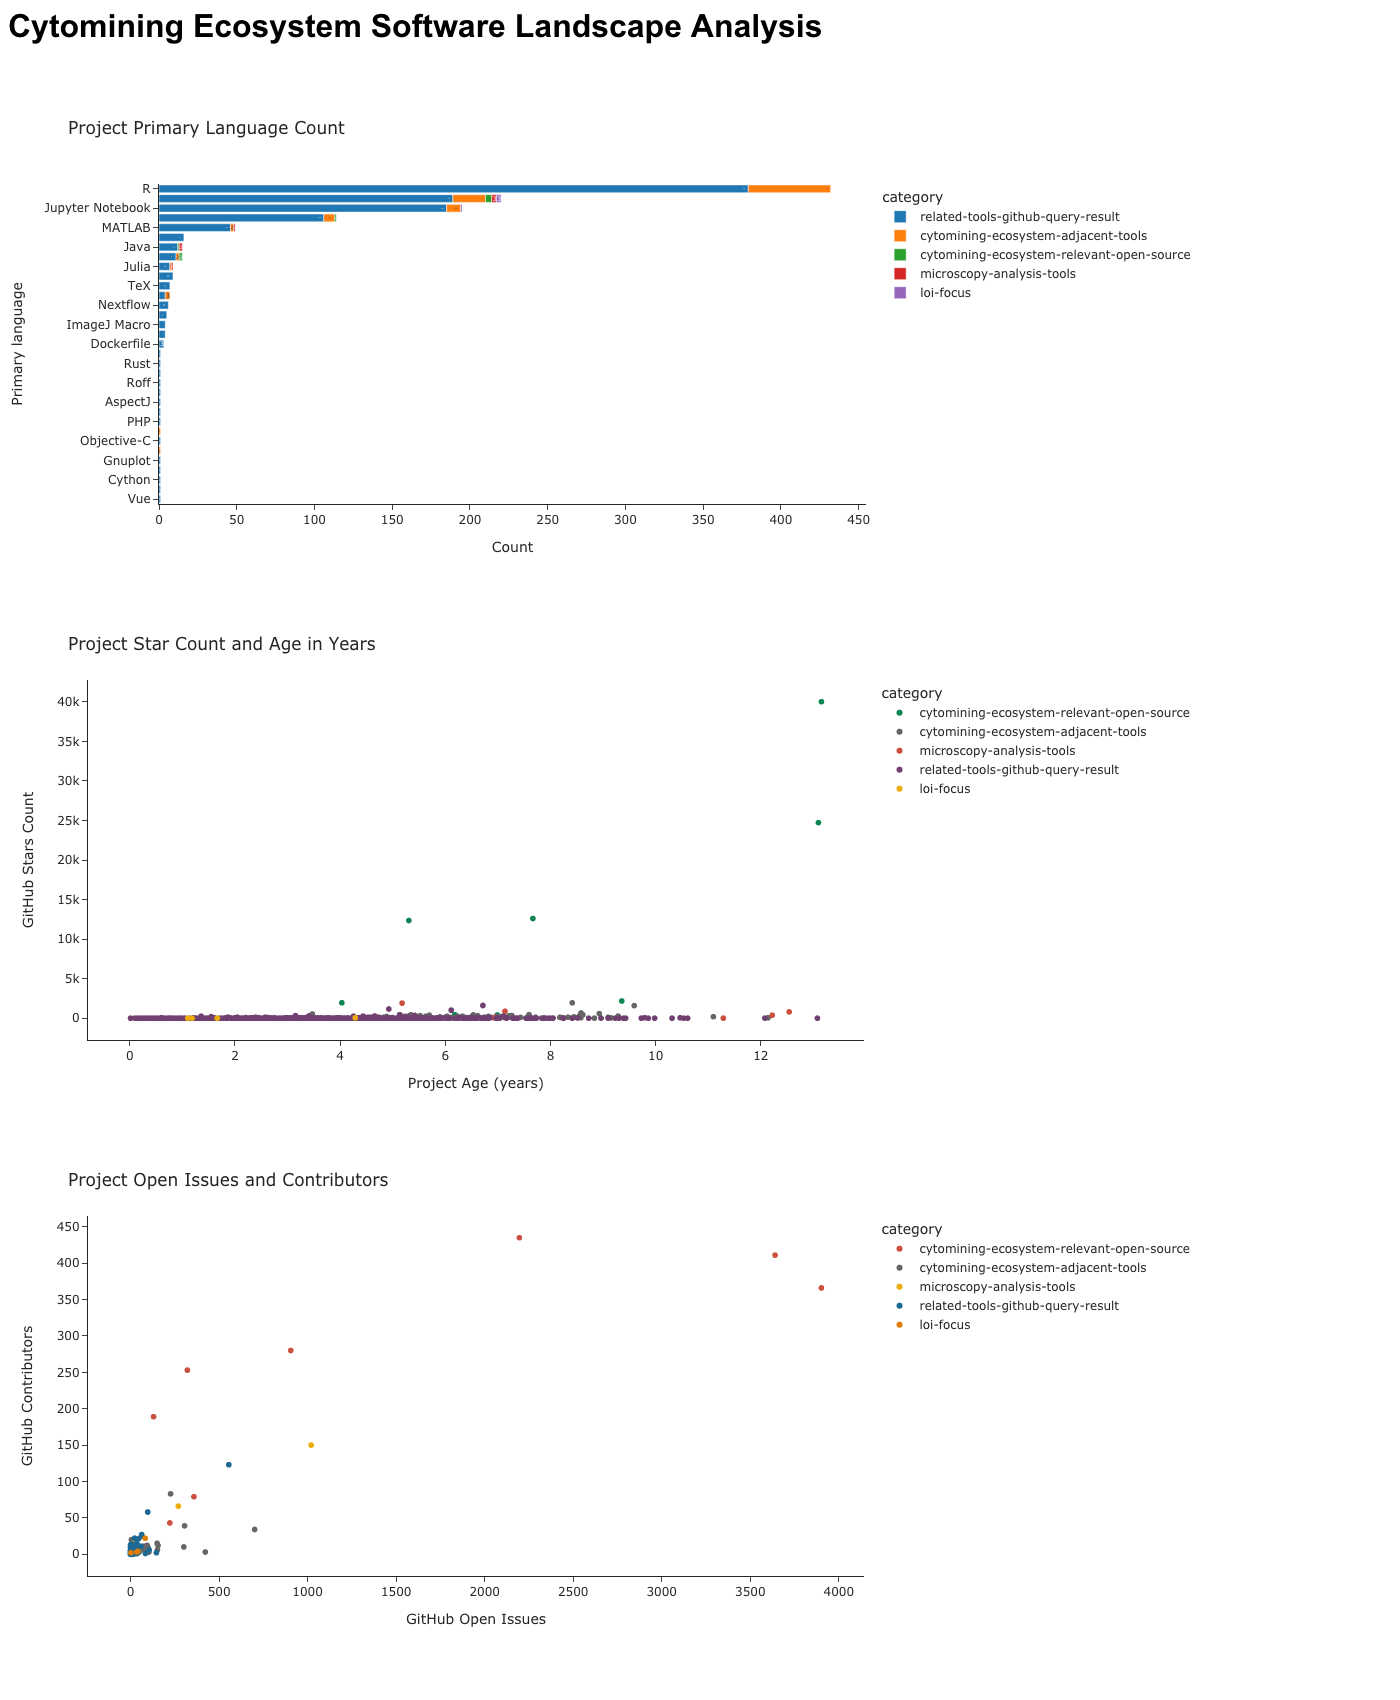 Cytomining Ecosystem Software Landscape Analysis
Project Primary Language Count
Primary language
R
Jupyter Notebook
MATLAB
Java
Julia
TeX
Nextflow
ImageJ Macro
Dockerfile
Rust
Roff
AspectJ
PHP
Objective-C
Gnuplot
Cython
Vue
0 50 100 150 200 250 300 350 400 450
Count
category
related-tools-github-query-result
cytomining-ecosystem-adjacent-tools
cytomining-ecosystem-relevant-open-source
microscopy-analysis-tools
loi-focus
Project Star Count and Age in Years
GitHub Stars Count
40k
35k
30k
25k
20k
15k
10k
5k
0
0 2 4 6 8 10 12
Project Age (years)
category
cytomining-ecosystem-relevant-open-source
cytomining-ecosystem-adjacent-tools
microscopy-analysis-tools
related-tools-github-query-result
loi-focus
Project Open Issues and Contributors
GitHub Contributors
450
400
350
300
250
200
150
100
50
0
0 500 1000 1500 2000 2500 3000 3500 4000
GitHub Open Issues
category
cytomining-ecosystem-relevant-open-source
cytomining-ecosystem-adjacent-tools
microscopy-analysis-tools
related-tools-github-query-result
loi-focus